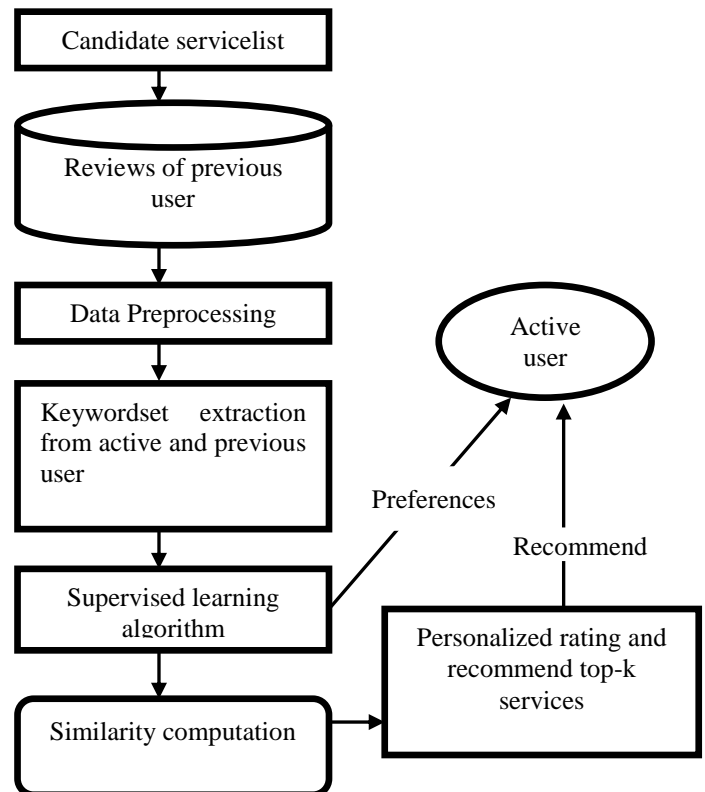 Candidate servicelist
Reviews of previous
user
Data Preprocessing
Keywordset extraction
from active and previous
user
Supervised learning
algorithm
Similarity computation
Active
user
Preferences
Recommend
Personalized rating and
recommend top-k
services